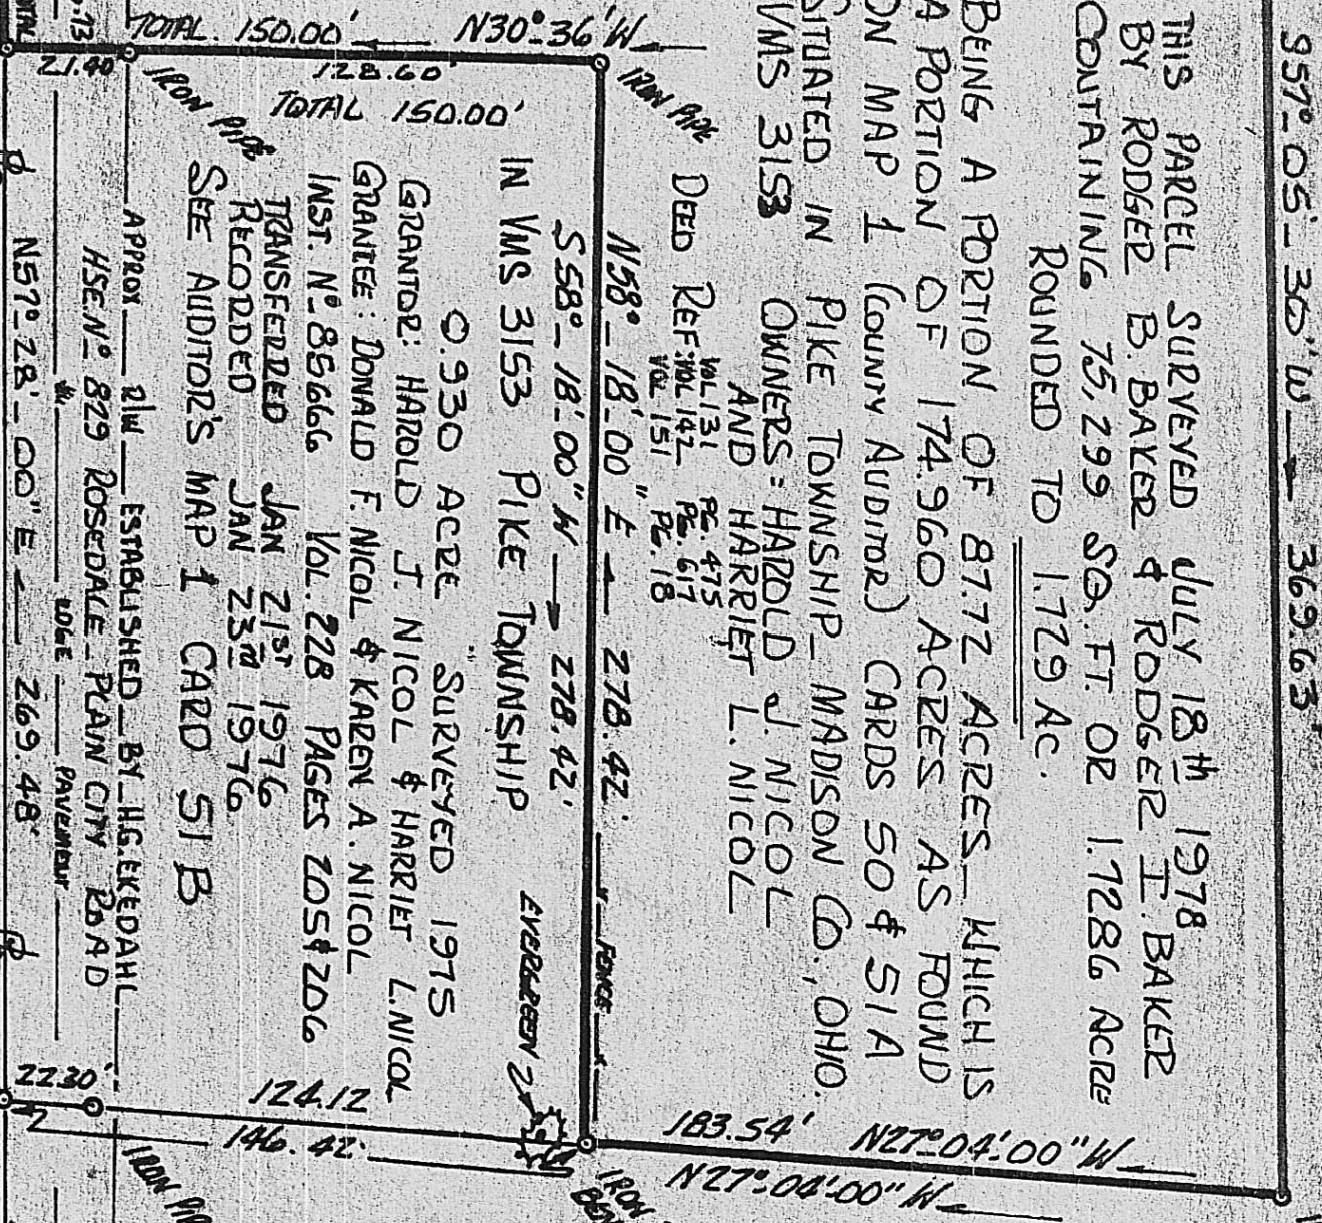 S57°-05'-30"W 369.63'
THIS PARCEL SURVEYED JULY 18th 1978
BY RODGER B. BAKER & RODGER I. BAKER
CONTAINING 75,299 SQ. FT. OR 1.7286 ACRE
ROUNDED TO 1.729 AC.
BEING A PORTION OF 87.72 ACRES_ WHICH IS
A PORTION OF 174.960 ACRES AS FOUND
ON MAP 1 (COUNTY AUDITOR) CARDS 50 & 51A
SITUATED IN PIKE TOWNSHIP_ MADISON CO., OHIO.
VMS 3153 OWNERS = HAROLD J. NICOL
AND HARRIET L. NICOL
DEED REF: VOL 131 PG. 475
VOL 142 PG. 617
VOL 151 PG. 18
N58°-18'-00"E 278.42'
FENCE
S58°-18'-00"W 278.42'
IN VMS 3153 PIKE TOWNSHIP
EVERGREEN
0.930 ACRE SURVEYED 1975
GRANTOR: HAROLD J. NICOL & HARRIET L. NICOL
GRANTEE: DONALD F. NICOL & KAREN A. NICOL
INST. Nº 85666 VOL. 228 PAGES 205 & 206
TRANSFERRED JAN 21st 1976
RECORDED JAN 23rd 1976
SEE AUDITOR'S MAP 1 CARD 51 B
APPROX R/W ESTABLISHED_BY_H.G.EKEDAHL
HSE.Nº 829 ROSEDALE_PLAIN CITY ROAD
EDGE PAVEMENT
N57°-28'-00"E 269.48'
N30°-36'W
TOTAL 150.00'
128.60'
TOTAL 150.00'
IRON PIPE
IRON PIPE
21.40
TOTAL
183.54' N27°-04'-00"W
N27°-04'-00"W
IRON
124.12
146.42'
22.30'
IRON